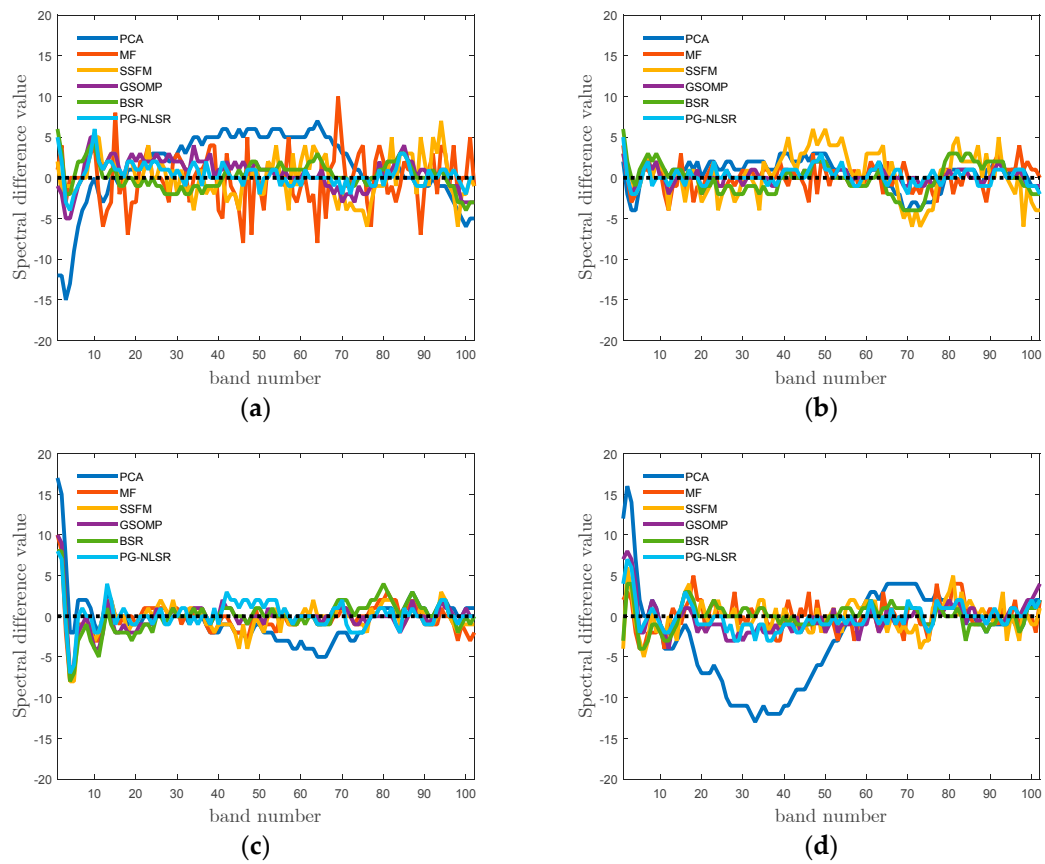 20
15
10
5
0
-5
-10
-15
-20
Spectral difference value
PCA
MF
SSFM
GSOMP
BSR
PG-NLSR
10 20 30 40 50 60 70 80 90 100
band number
(a)
20
15
10
5
0
-5
-10
-15
-20
Spectral difference value
PCA
MF
SSFM
GSOMP
BSR
PG-NLSR
10 20 30 40 50 60 70 80 90 100
band number
(b)
20
15
10
5
0
-5
-10
-15
-20
Spectral difference value
PCA
MF
SSFM
GSOMP
BSR
PG-NLSR
10 20 30 40 50 60 70 80 90 100
band number
(c)
20
15
10
5
0
-5
-10
-15
-20
Spectral difference value
PCA
MF
SSFM
GSOMP
BSR
PG-NLSR
10 20 30 40 50 60 70 80 90 100
band number
(d)